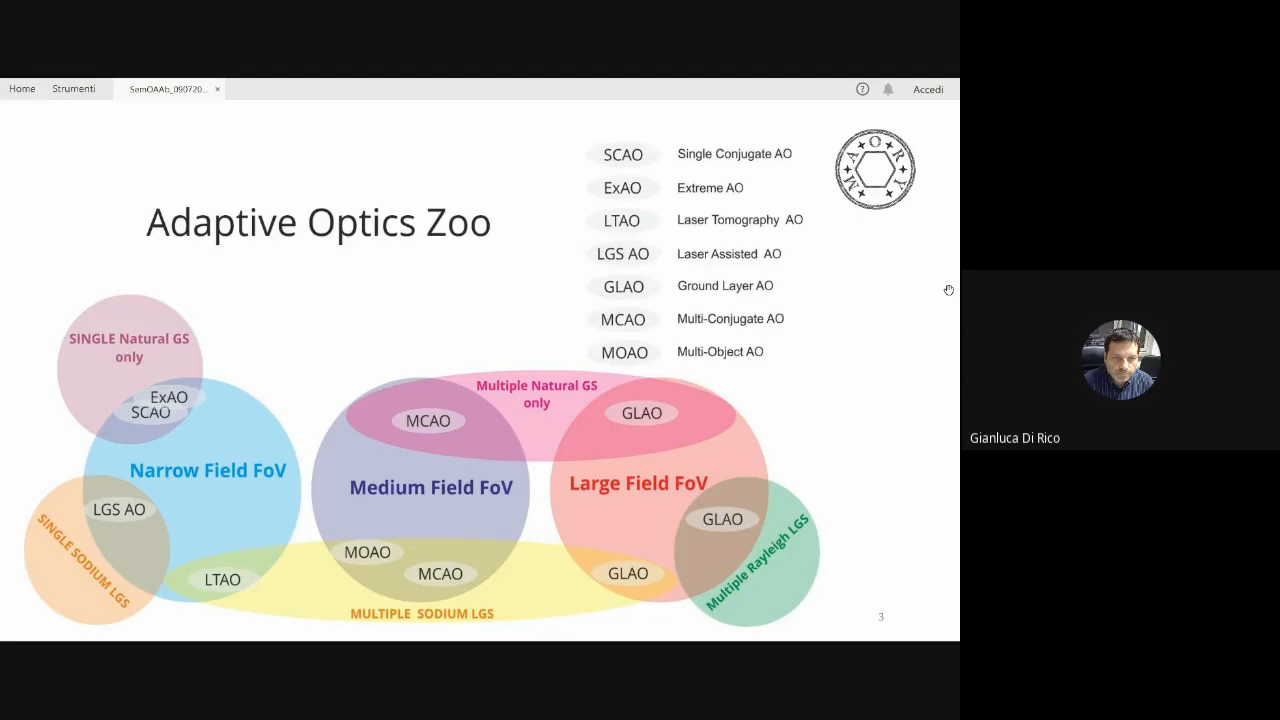 Home Strumenti SemOAAb_090720... × ? Accedi
SCAO Single Conjugate AO
ExAO Extreme AO
LTAO Laser Tomography AO
LGS AO Laser Assisted AO
GLAO Ground Layer AO
MCAO Multi-Conjugate AO
MOAO Multi-Object AO
MAORY
Adaptive Optics Zoo
SINGLE Natural GS
only
ExAO
SCAO
Narrow Field FoV
LGS AO
SINGLE SODIUM LGS
LTAO
Multiple Natural GS
only
MCAO
GLAO
Medium Field FoV
Large Field FoV
MOAO
MCAO
GLAO
GLAO
MULTIPLE SODIUM LGS
Multiple Rayleigh LGS
3
Gianluca Di Rico